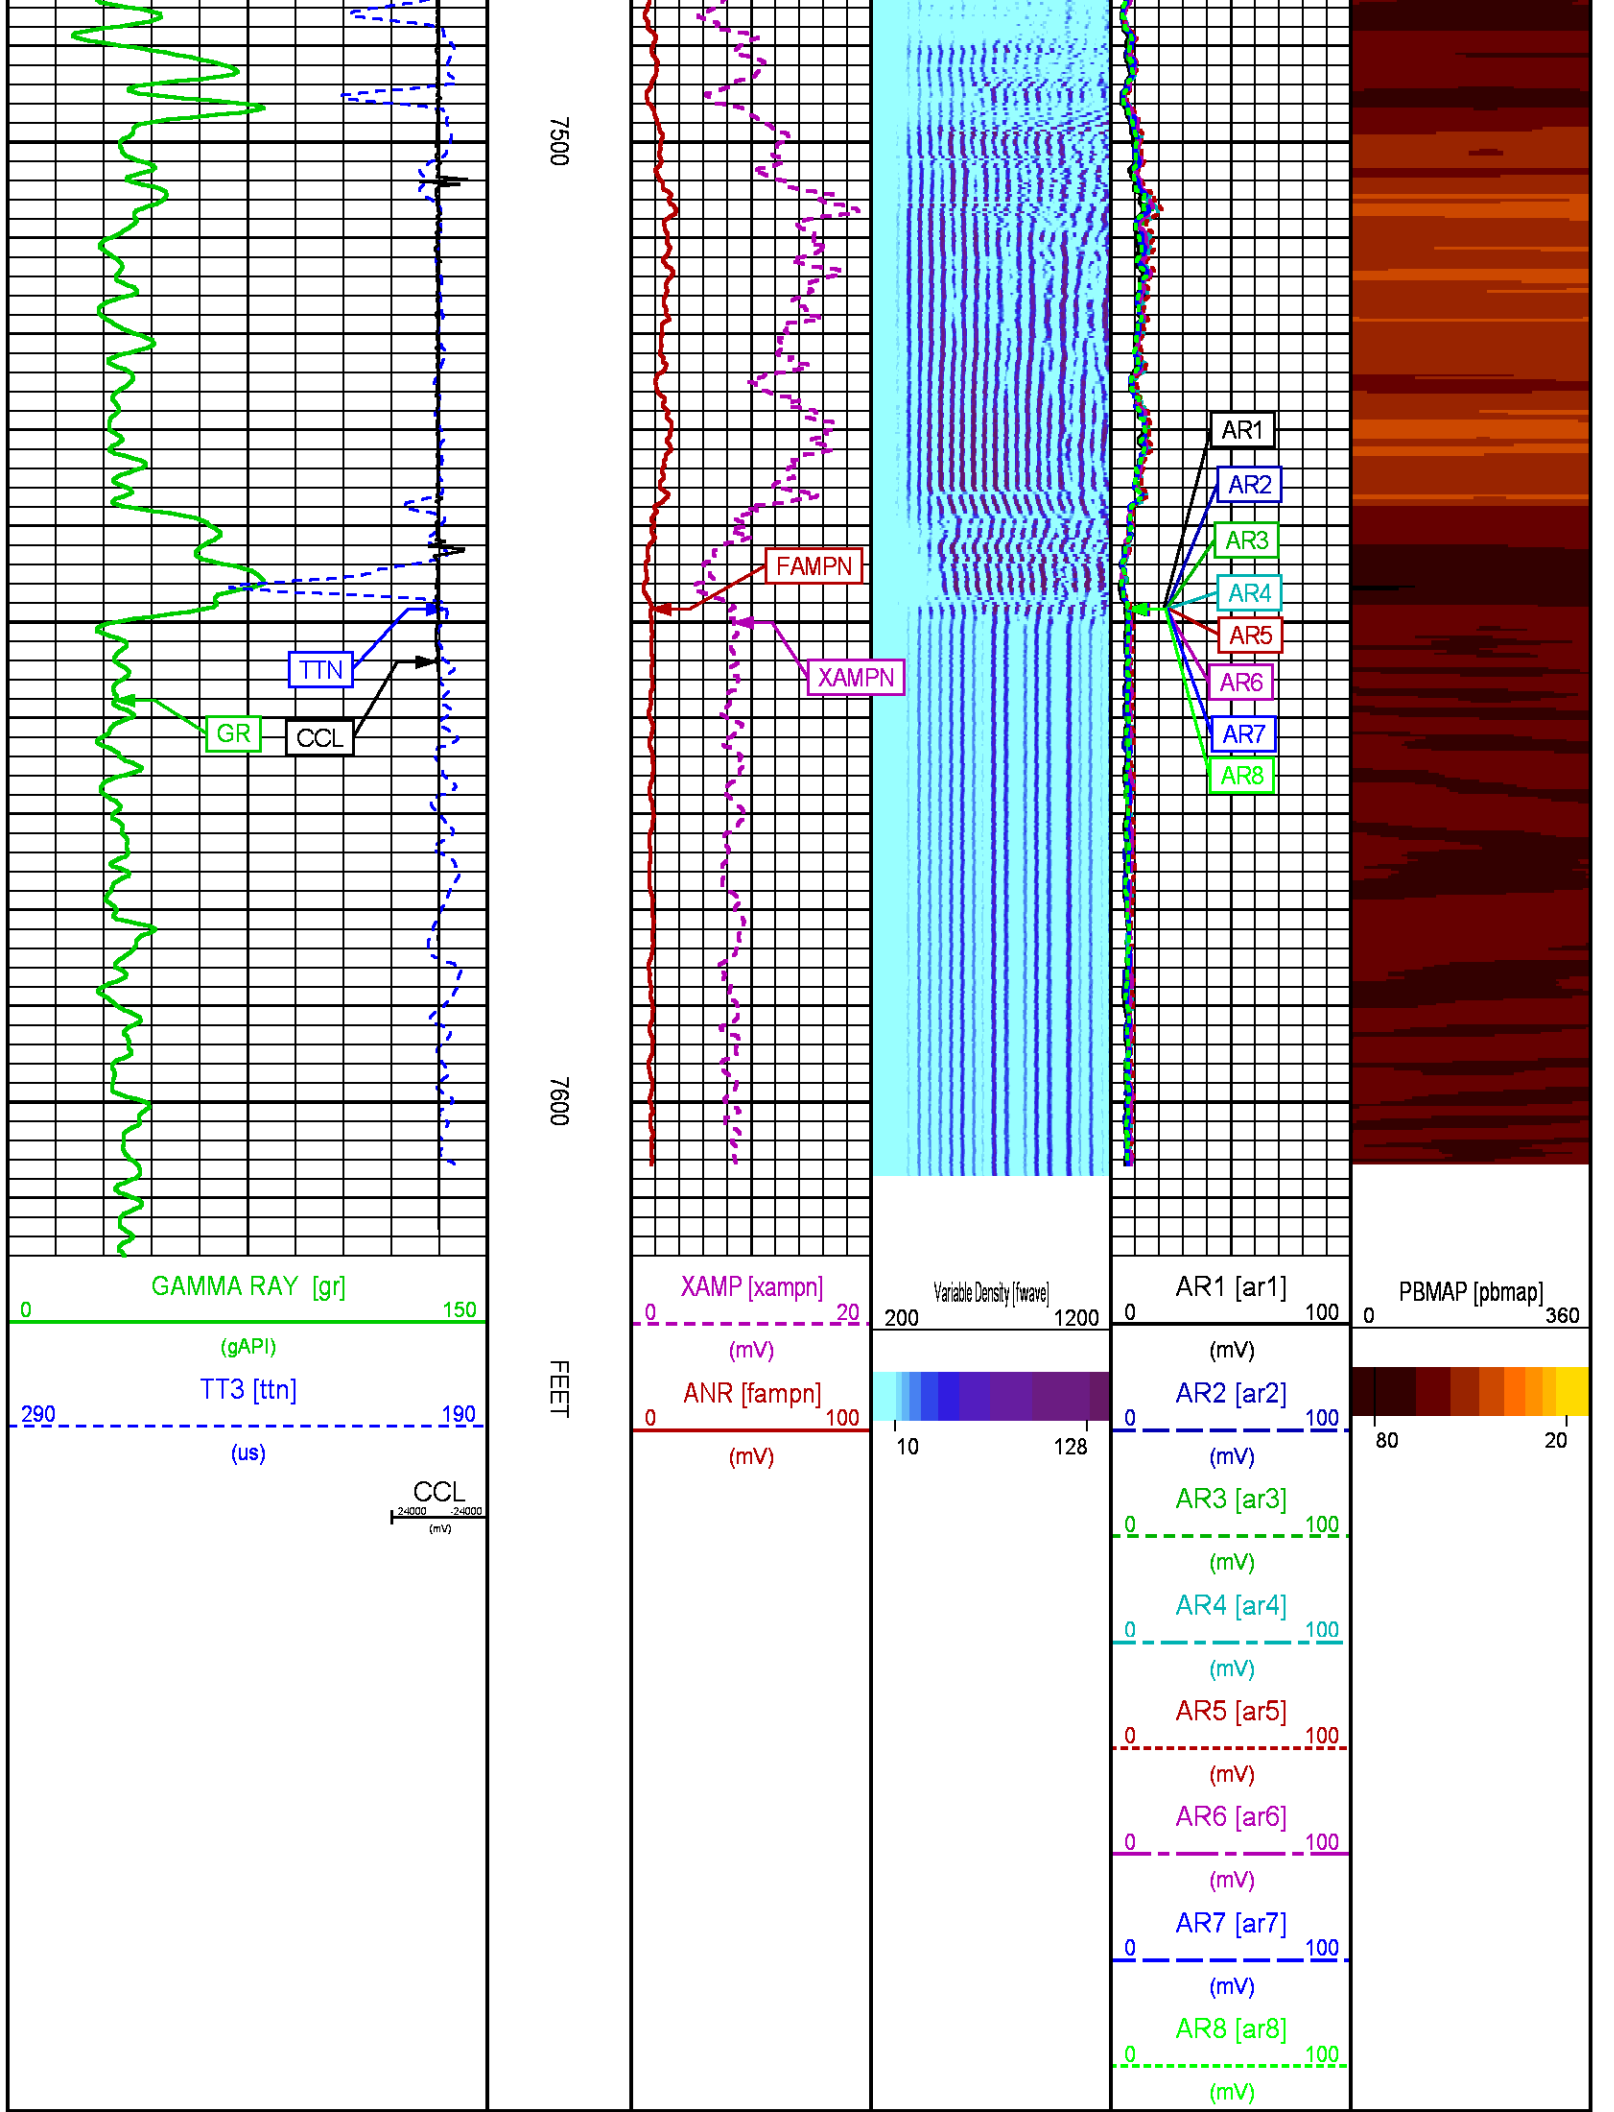 7500
AR1
AR2
AR3
FAMPN
AR4
AR5
TTN
XAMPN
AR6
GR
CCL
AR7
AR8
7600
GAMMA RAY [gr]
0 150
(gAPI)
TT3 [ttn]
290 190
(us)
CCL
24000 -24000
(mV)
FEET
XAMP [xampn]
0 20
(mV)
ANR [fampn]
0 100
(mV)
Variable Density [fwave]
200 1200
10 128
AR1 [ar1]
0 100
(mV)
AR2 [ar2]
0 100
(mV)
AR3 [ar3]
0 100
(mV)
AR4 [ar4]
0 100
(mV)
AR5 [ar5]
0 100
(mV)
AR6 [ar6]
0 100
(mV)
AR7 [ar7]
0 100
(mV)
AR8 [ar8]
0 100
(mV)
PBMAP [pbmap]
0 360
80 20